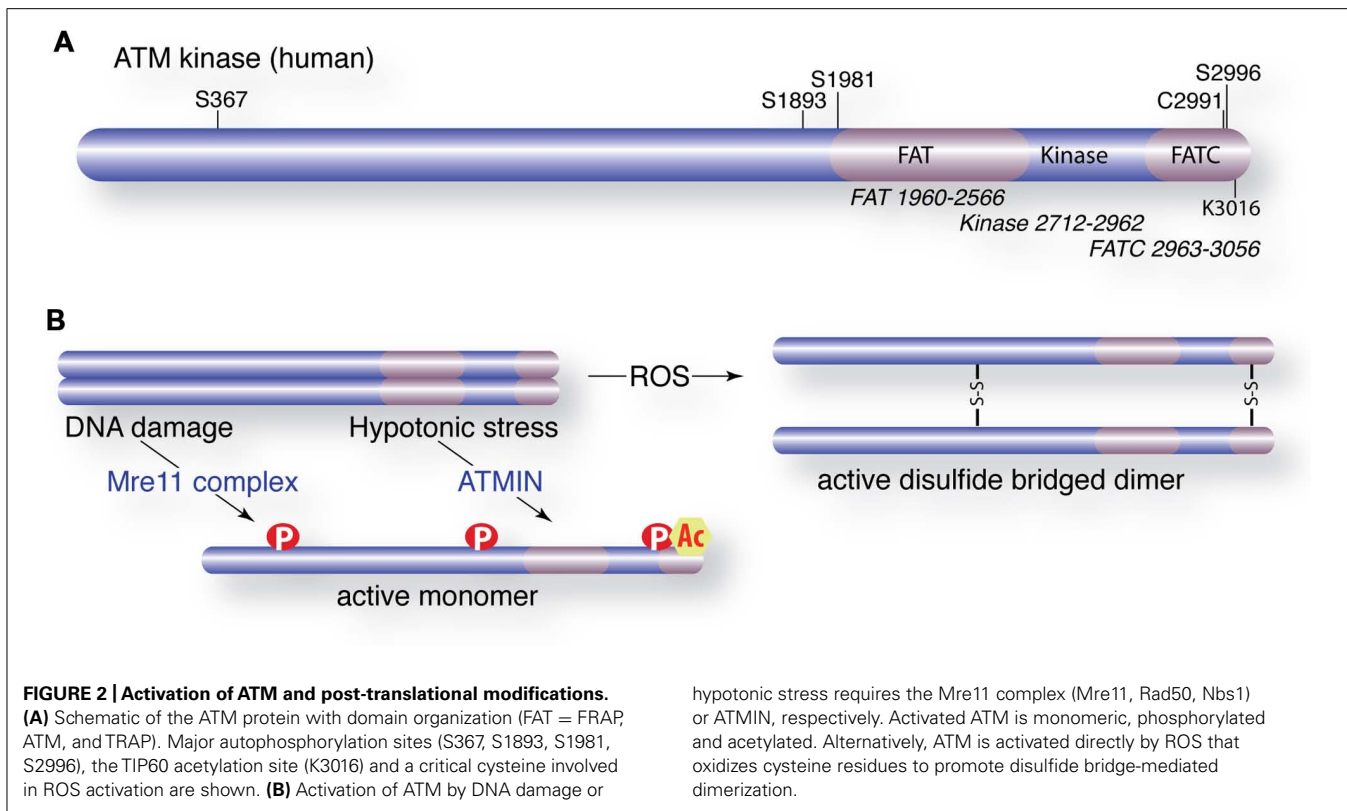 A
ATM kinase (human)
S367
S1893
S1981
C2991
S2996
FAT
Kinase
FATC
FAT 1960-2566
K3016
Kinase 2712-2962
FATC 2963-3056
B
ROS
S-S
S-S
DNA damage
Hypotonic stress
Mre11 complex
ATMIN
active disulfide bridged dimer
P
P
P
Ac
active monomer
FIGURE 2 | Activation of ATM and post-translational modifications.
(A) Schematic of the ATM protein with domain organization (FAT = FRAP,
ATM, and TRAP). Major autophosphorylation sites (S367, S1893, S1981,
S2996), the TIP60 acetylation site (K3016) and a critical cysteine involved
in ROS activation are shown. (B) Activation of ATM by DNA damage or
hypotonic stress requires the Mre11 complex (Mre11, Rad50, Nbs1)
or ATMIN, respectively. Activated ATM is monomeric, phosphorylated
and acetylated. Alternatively, ATM is activated directly by ROS that
oxidizes cysteine residues to promote disulfide bridge-mediated
dimerization.